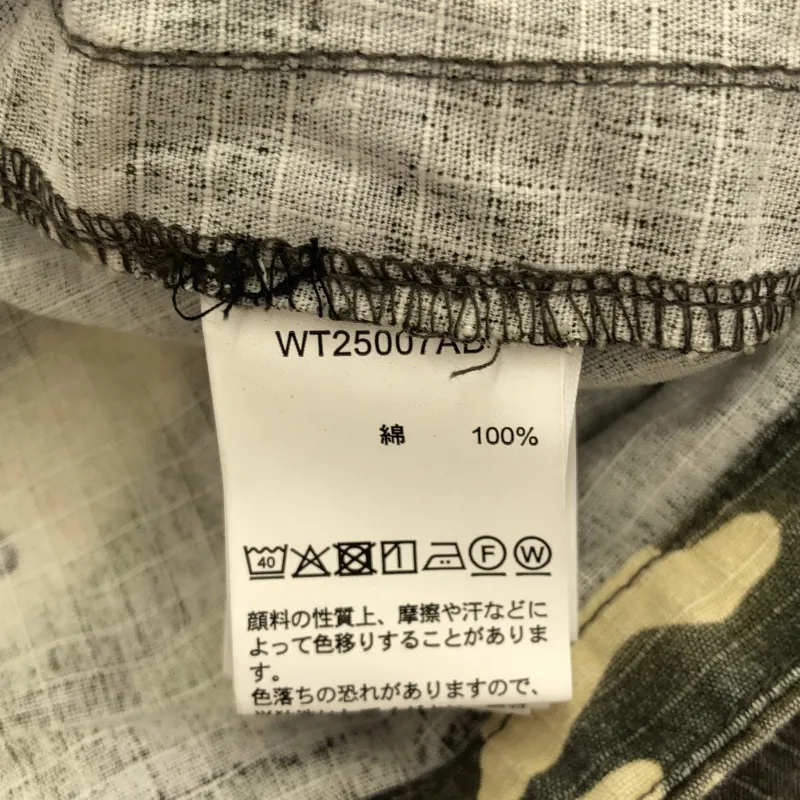 WT25007AD
綿 100%
40 F W
顔料の性質上、摩擦や汗などに
よって色移りすることがありま
す。
色落ちの恐れがありますので、